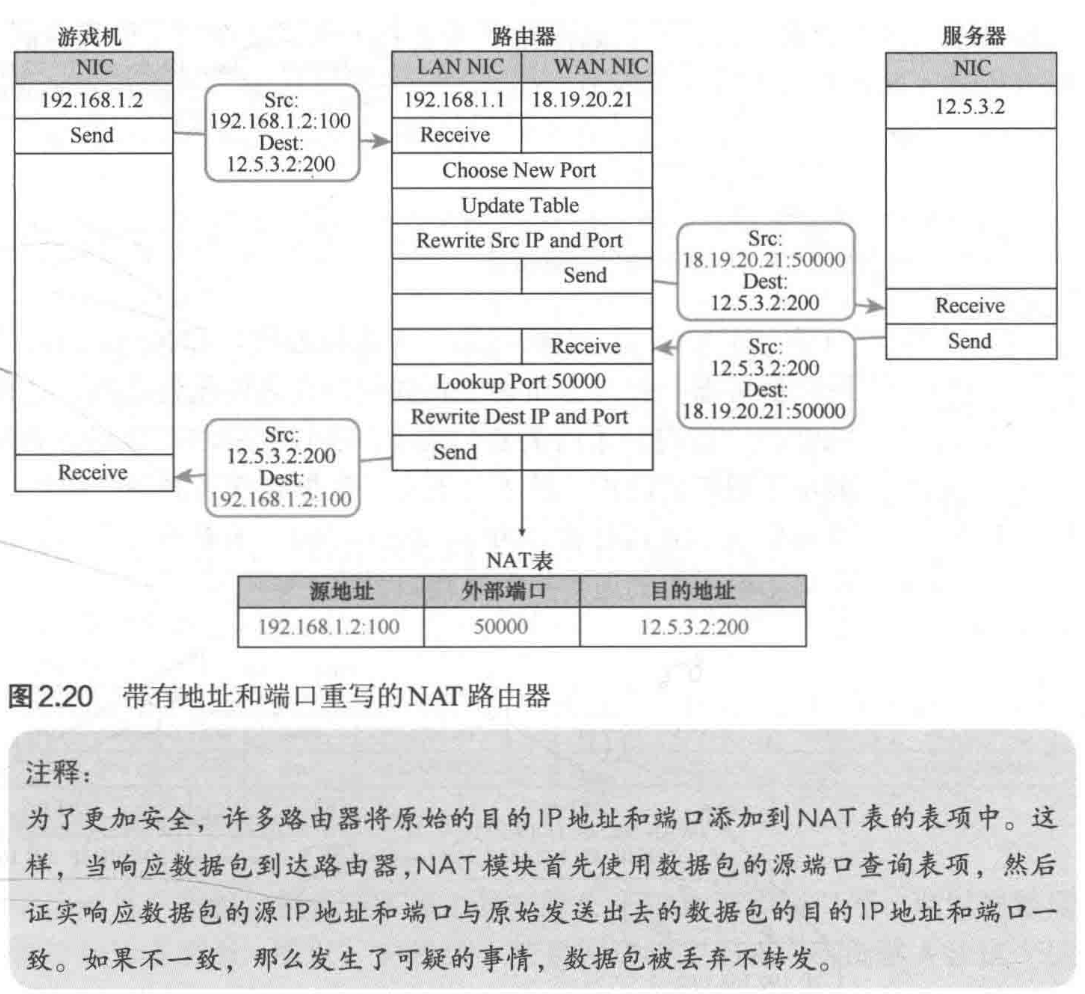 游戏机
路由器
服务器
NIC
LAN NIC
WAN NIC
NIC
192.168.1.2
192.168.1.1
18.19.20.21
12.5.3.2
Send
Src:
192.168.1.2:100
Dest:
12.5.3.2:200
Receive
Choose New Port
Update Table
Rewrite Src IP and Port
Send
Src:
18.19.20.21:50000
Dest:
12.5.3.2:200
Receive
Send
Src:
12.5.3.2:200
Dest:
18.19.20.21:50000
Receive
Lookup Port 50000
Rewrite Dest IP and Port
Send
Src:
12.5.3.2:200
Dest:
192.168.1.2:100
Receive
NAT表
源地址
外部端口
目的地址
192.168.1.2:100
50000
12.5.3.2:200
图2.20 带有地址和端口重写的NAT路由器
注释:
为了更加安全，许多路由器将原始的目的IP地址和端口添加到NAT表的表项中。这
样，当响应数据包到达路由器,NAT模块首先使用数据包的源端口查询表项，然后
证实响应数据包的源IP地址和端口与原始发送出去的数据包的目的IP地址和端口一
致。如果不一致，那么发生了可疑的事情，数据包被丢弃不转发。